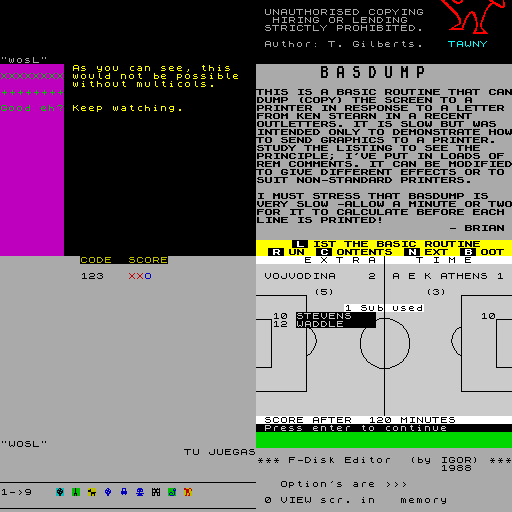 "wosL"
As you can see, this
would not be possible
without multicols.
XXXXXXXX
++++++++
Good eh?
Keep watching.
UNAUTHORISED COPYING
HIRING OR LENDING
STRICTLY PROHIBITED.
Author: T. Gilberts.
TAWNY
BASDUMP
THIS IS A BASIC ROUTINE THAT CAN
DUMP (COPY) THE SCREEN TO A
PRINTER IN RESPONSE TO A LETTER
FROM KEN STEARN IN A RECENT
OUTLETTERS. IT IS SLOW BUT WAS
INTENDED ONLY TO DEMONSTRATE HOW
TO SEND GRAPHICS TO A PRINTER.
STUDY THE LISTING TO SEE THE
PRINCIPLE; I'VE PUT IN LOADS OF
REM COMMENTS. IT CAN BE MODIFIED
TO GIVE DIFFERENT EFFECTS OR TO
SUIT NON-STANDARD PRINTERS.
I MUST STRESS THAT BASDUMP IS
VERY SLOW -ALLOW A MINUTE OR TWO
FOR IT TO CALCULATE BEFORE EACH
LINE IS PRINTED!
- BRIAN
L IST THE BASIC ROUTINE
R UN C ONTENTS N EXT B OOT
CODE SCORE
123 XXO
"WOSL"
TU JUEGAS
1->9
EXTRA TIME
VOJVODINA 2 A E K ATHENS 1
(5) (3)
1 Sub used
10 STEVENS 10
12 WADDLE
SCORE AFTER 120 MINUTES
Press enter to continue
*** F-Disk Editor (by IGOR) ***
1988
Option's are >>>
0 VIEW scr. in memory